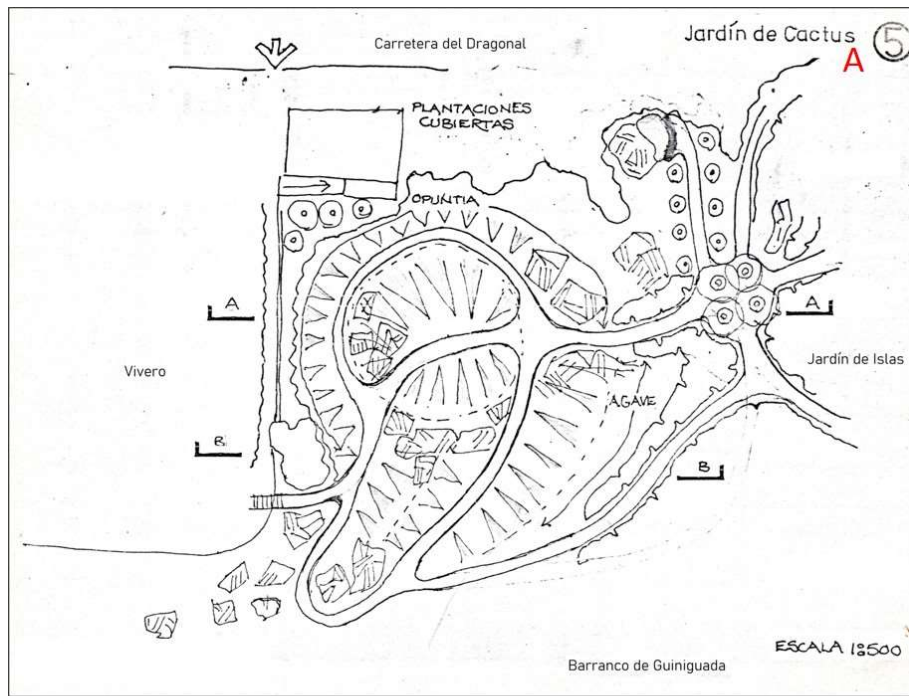 Carretera del Dragonal
Jardín de Cactus 5
A
PLANTACIONES
CUBIERTAS
OPUNTIA
A
A
Vivero
Jardín de Islas
AGAVE
B
B
ESCALA 1:500
Barranco de Guiniguada